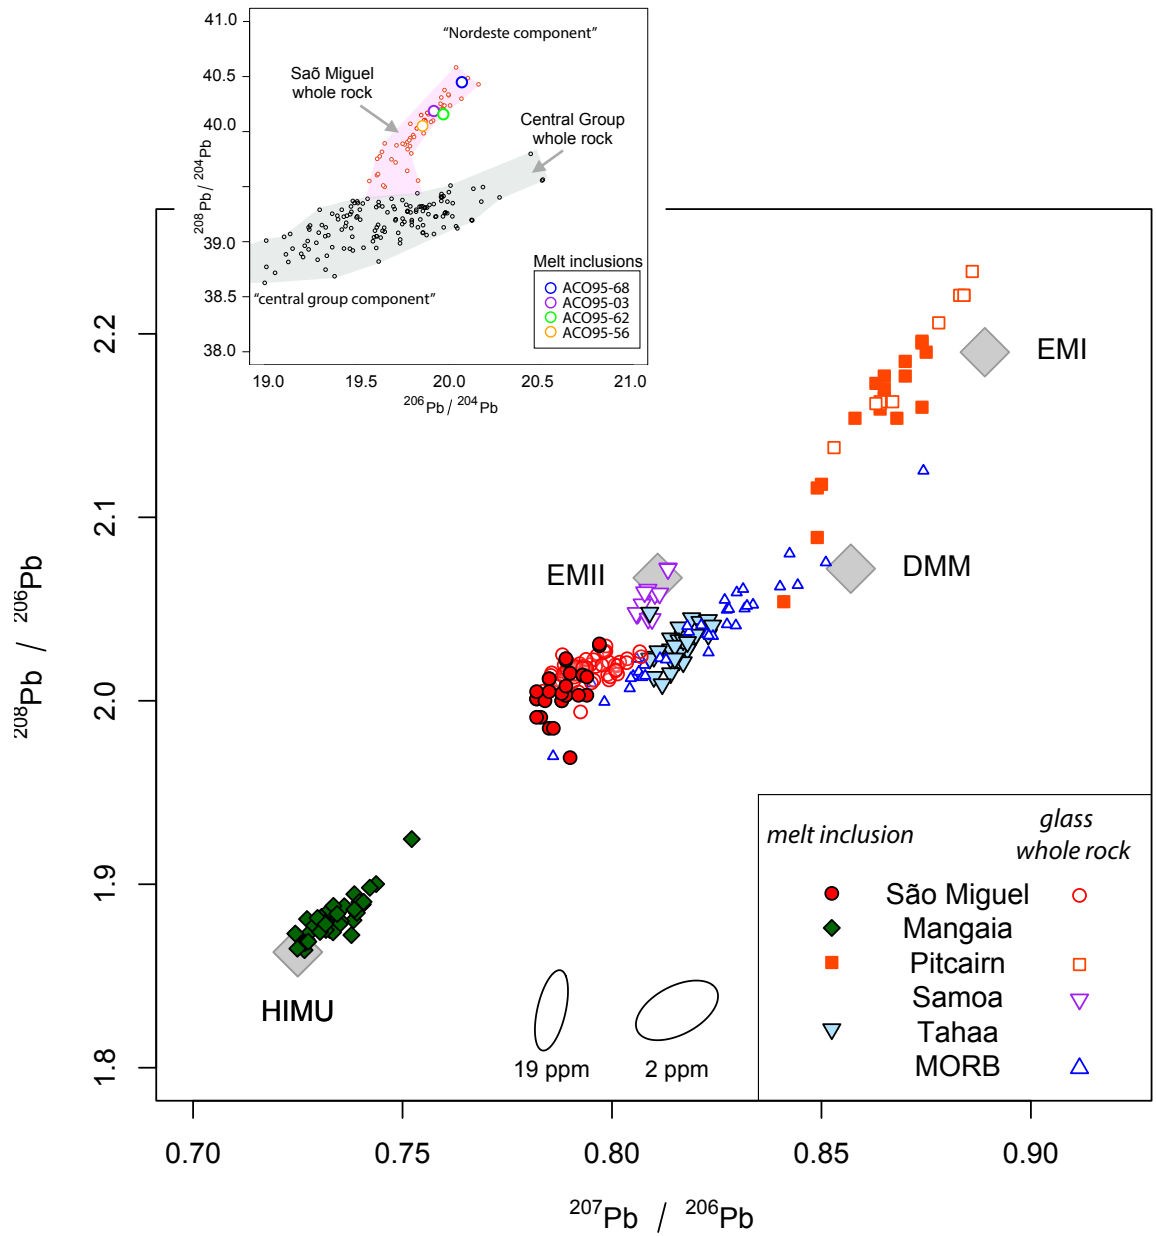 41.0
40.5
40.0
39.0
38.5
38.0
208Pb / 204Pb
"Nordeste component"
Saõ Miguel
whole rock
Central Group
whole rock
"central group component"
Melt inclusions
ACO95-68
ACO95-03
ACO95-62
ACO95-56
19.0 19.5 20.0 20.5 21.0
206Pb / 204Pb
2.2
2.1
2.0
1.9
1.8
208Pb / 206Pb
EMI
EMII
DMM
HIMU
19 ppm
2 ppm
melt inclusion
glass
whole rock
São Miguel
Mangaia
Pitcairn
Samoa
Tahaa
MORB
0.70 0.75 0.80 0.85 0.90
207Pb / 206Pb